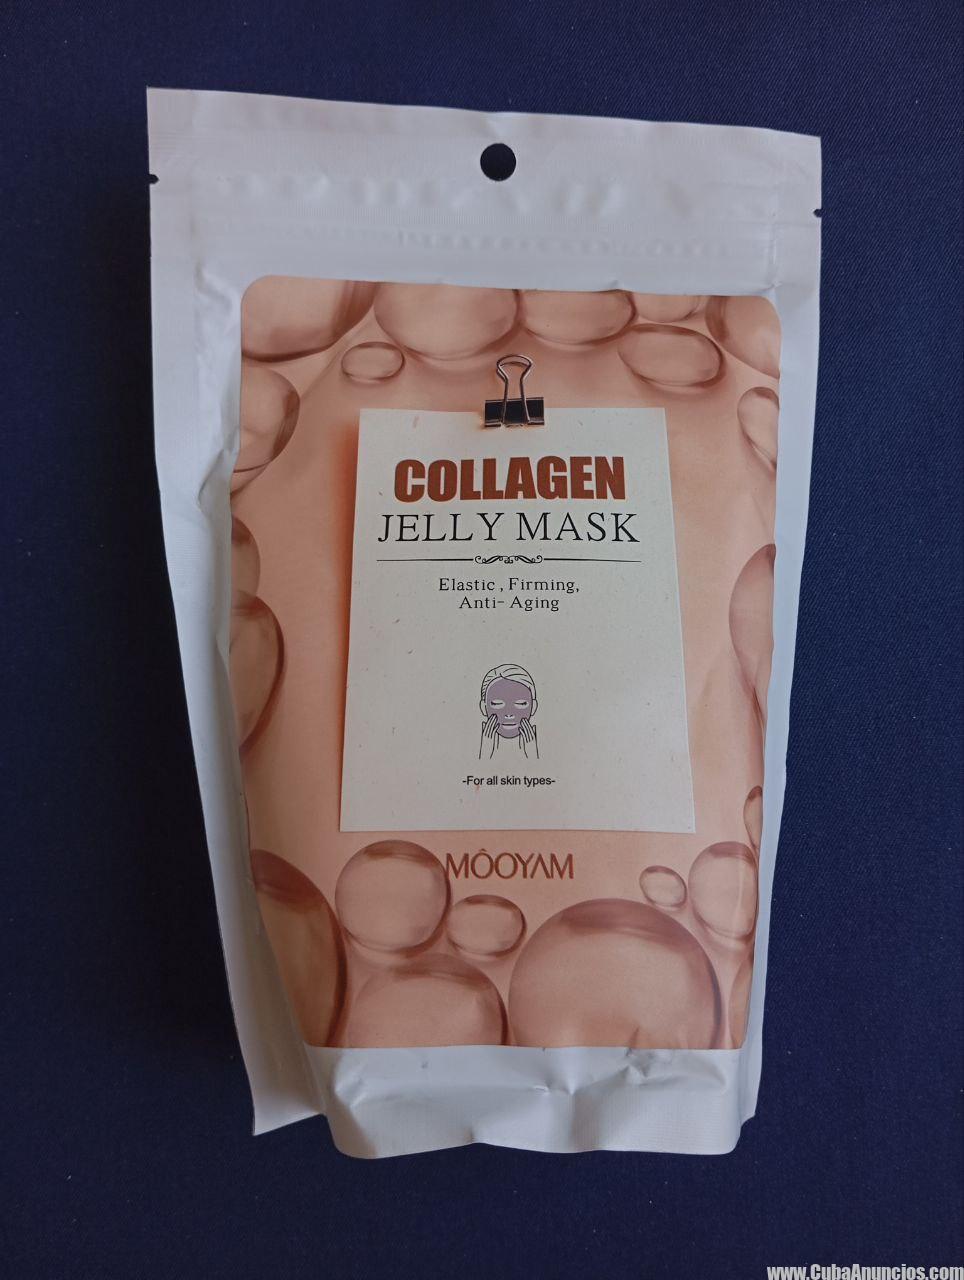 COLLAGEN
JELLY MASK
Elastic , Firming,
Anti- Aging
-For all skin types-
MÔOYAM
www.CubaAnuncios.com